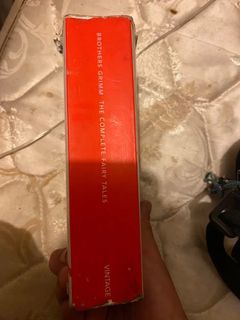 BROTHERS GRIMM THE COMPLETE FAIRY TALES
VINTAGE